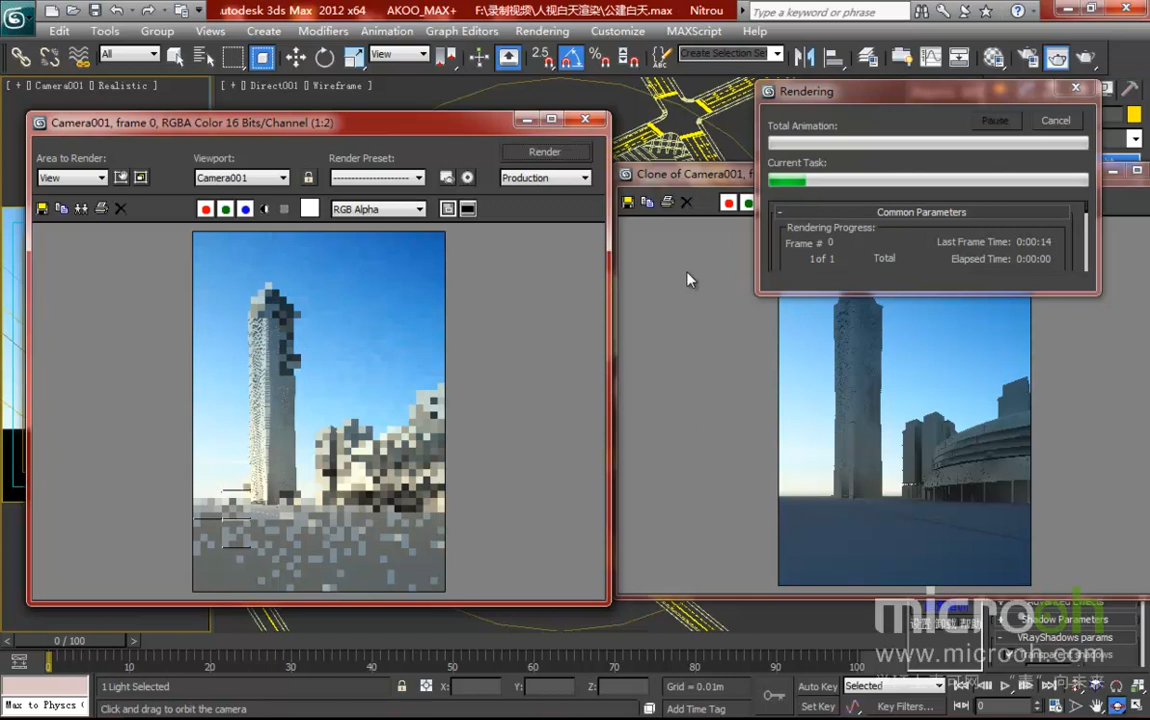 Autodesk 3ds Max 2012 x64 AKOO_MAX+ F:\录制视频\人视白天渲染\公建白天.max Nitrou
Type a keyword or phrase
Edit Tools Group Views Create Modifiers Animation Graph Editors Rendering Customize MAXScript Help
All View 2.5 Create Selection Se
[ + ] Camera001 [ Realistic ] [ + ] Direct001 [ Wireframe ]
Camera001, frame 0, RGBA Color 16 Bits/Channel (1:2)
Area to Render: Viewport: Render Preset: Render
View Camera001 Production
RGB Alpha
Clone of Camera001, f
Rendering
Total Animation: Pause Cancel
Current Task:
- Common Parameters
Rendering Progress:
Frame # 0 Last Frame Time: 0:00:14
1 of 1 Total Elapsed Time: 0:00:00
microoh
www.microoh.com
Shadow Parameters
VRayShadows params
Transparent shadows
0 / 100
0 10 20 30 40 50 60 70 80 90 100
1 Light Selected X: Y: Z: Grid = 0.01m Auto Key Selected
Max to Physcs ( Click and drag to orbit the camera Add Time Tag Set Key Key Filters... 0